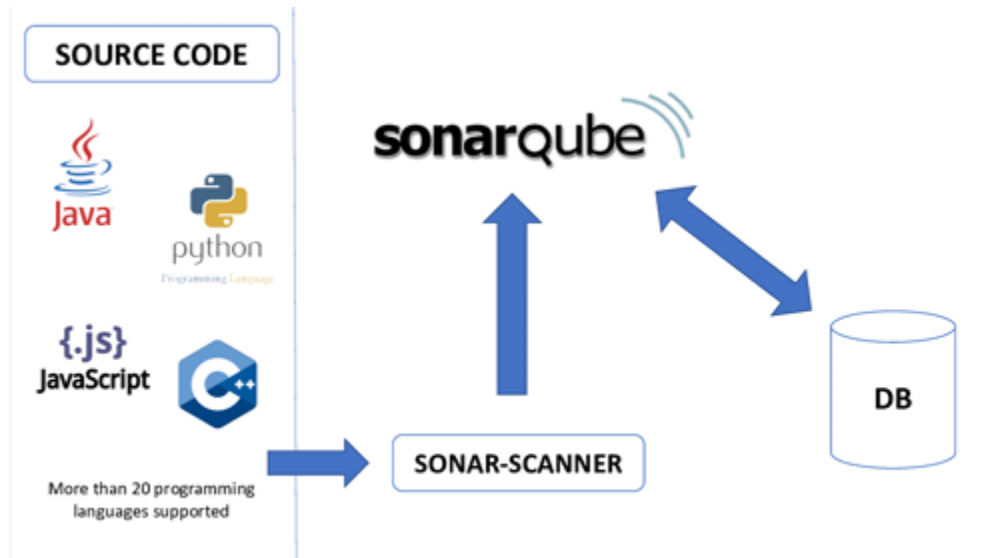 SOURCE CODE
sonarqube
Java
python
Programming Language
{.js}
JavaScript
C++
More than 20 programming
languages supported
SONAR-SCANNER
DB